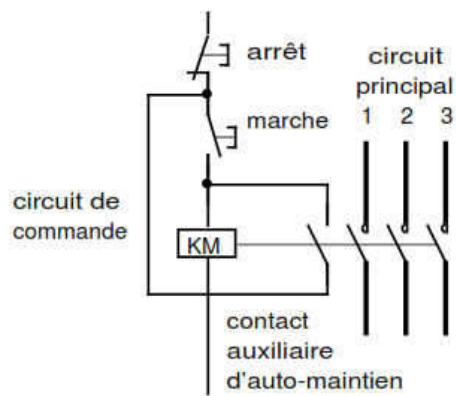 arrêt
circuit
principal
1 2 3
marche
circuit de
commande
KM
contact
auxiliaire
d'auto-maintien